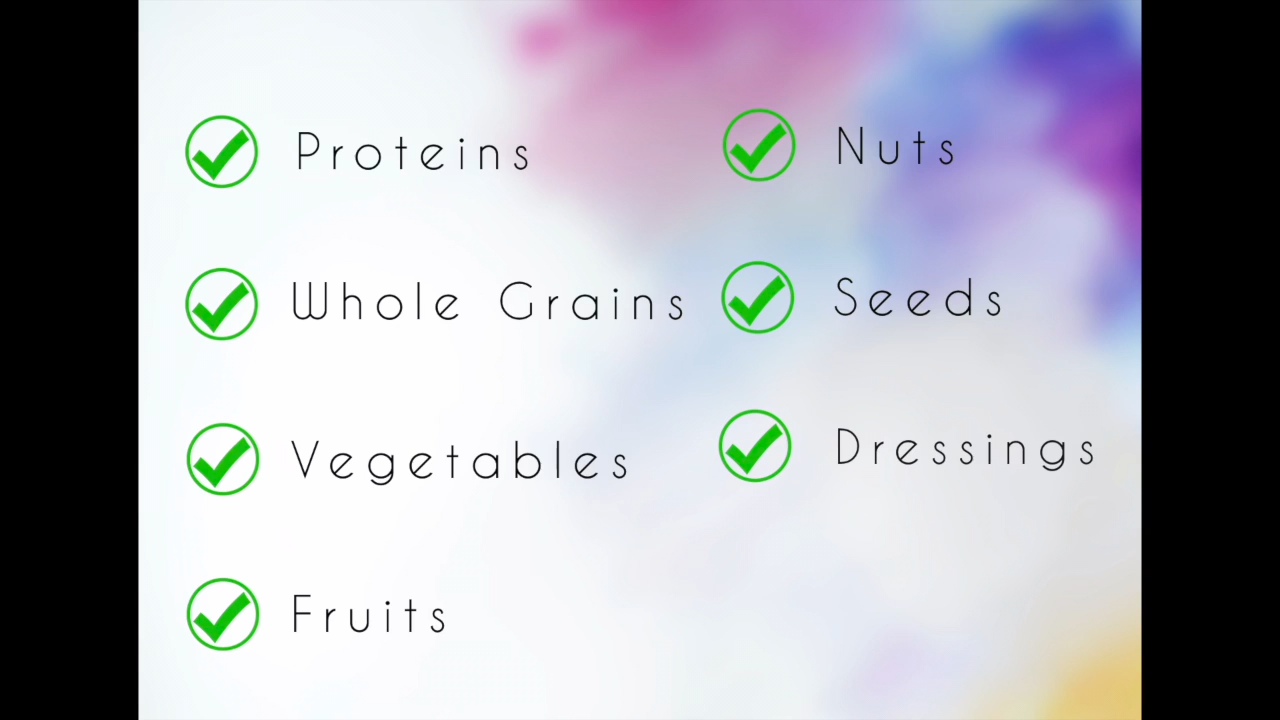 Proteins
Whole Grains
Vegetables
Fruits
Nuts
Seeds
Dressings